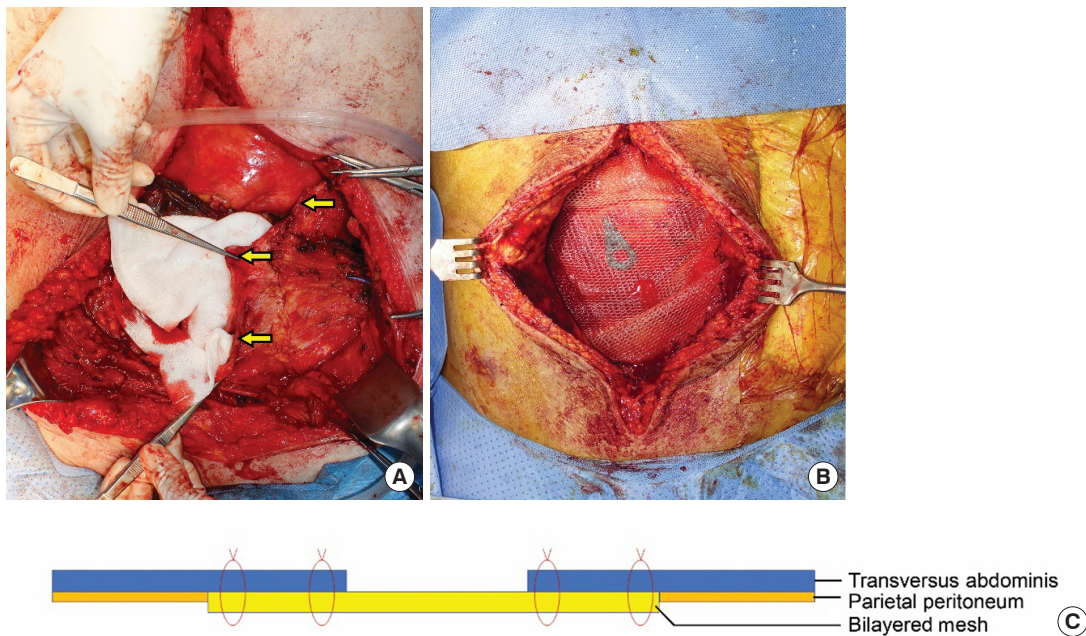 A
B
Transversus abdominis
Parietal peritoneum
Bilayered mesh
C